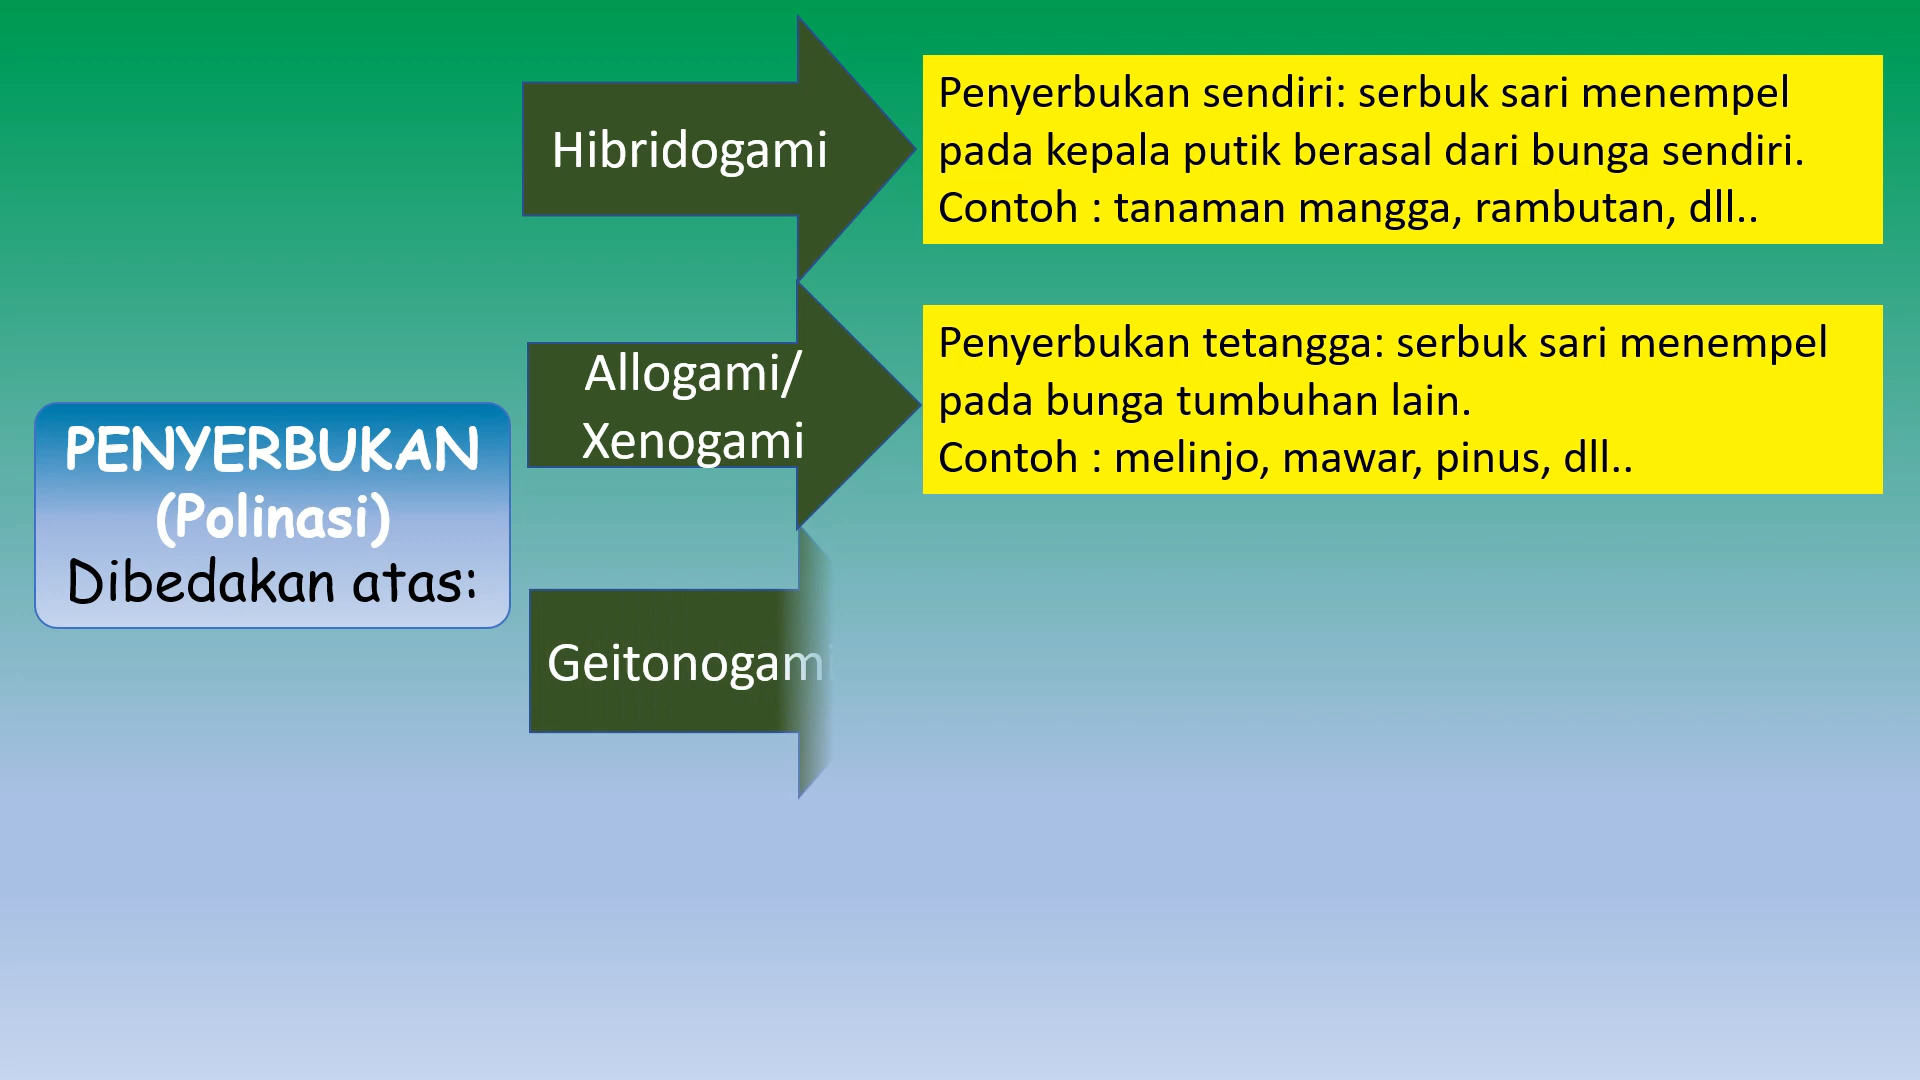 PENYERBUKAN
(Polinasi)
Dibedakan atas:
Hibridogami
Penyerbukan sendiri: serbuk sari menempel
pada kepala putik berasal dari bunga sendiri.
Contoh : tanaman mangga, rambutan, dll..
Allogami/
Xenogami
Penyerbukan tetangga: serbuk sari menempel
pada bunga tumbuhan lain.
Contoh : melinjo, mawar, pinus, dll..
Geitonogami